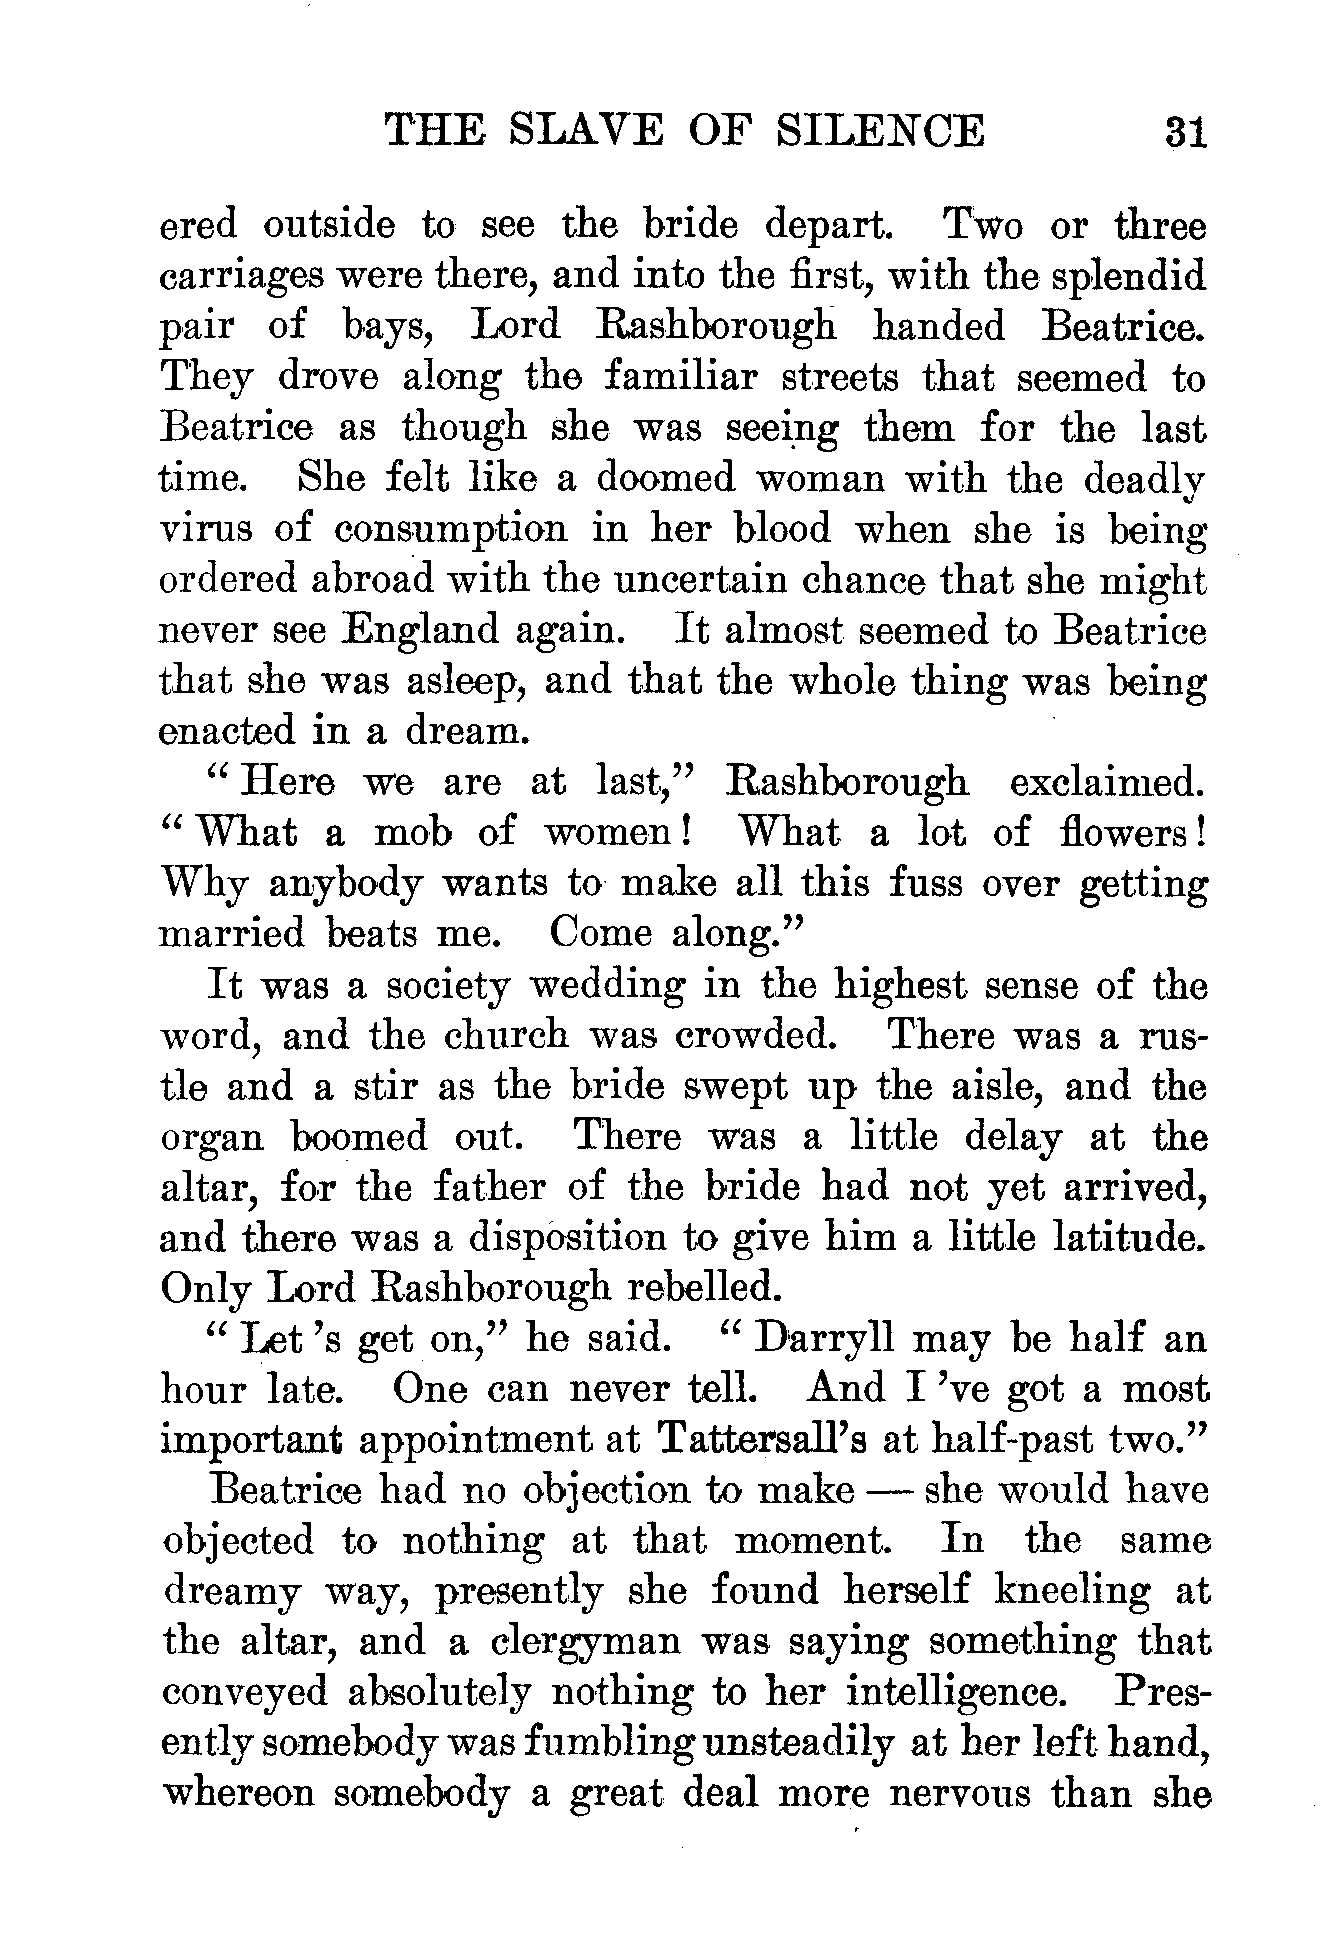 THE SLAVE OF SILENCE 31
ered outside to see the bride depart. Two or three
carriages were there, and into the first, with the splendid
pair of bays, Lord Rashborough handed Beatrice.
They drove along the familiar streets that seemed to
Beatrice as though she was seeing them for the last
time. She felt like a doomed woman with the deadly
virus of consumption in her blood when she is being
ordered abroad with the uncertain chance that she might
never see England again. It almost seemed to Beatrice
that she was asleep, and that the whole thing was being
enacted in a dream.
“ Here we are at last,” Rashborough exclaimed.
“ What a mob of women! What a lot of flowers!
Why anybody wants to make all this fuss over getting
married beats me. Come along.”
It was a society wedding in the highest sense of the
word, and the church was crowded. There was a rus-
tle and a stir as the bride swept up the aisle, and the
organ boomed out. There was a little delay at the
altar, for the father of the bride had not yet arrived,
and there was a disposition to give him a little latitude.
Only Lord Rashborough rebelled.
“ Let 's get on,” he said. “ Darryll may be half an
hour late. One can never tell. And I 've got a most
important appointment at Tattersall's at half-past two.”
Beatrice had no objection to make — she would have
objected to nothing at that moment. In the same
dreamy way, presently she found herself kneeling at
the altar, and a clergyman was saying something that
conveyed absolutely nothing to her intelligence. Pres-
ently somebody was fumbling unsteadily at her left hand,
whereon somebody a great deal more nervous than she